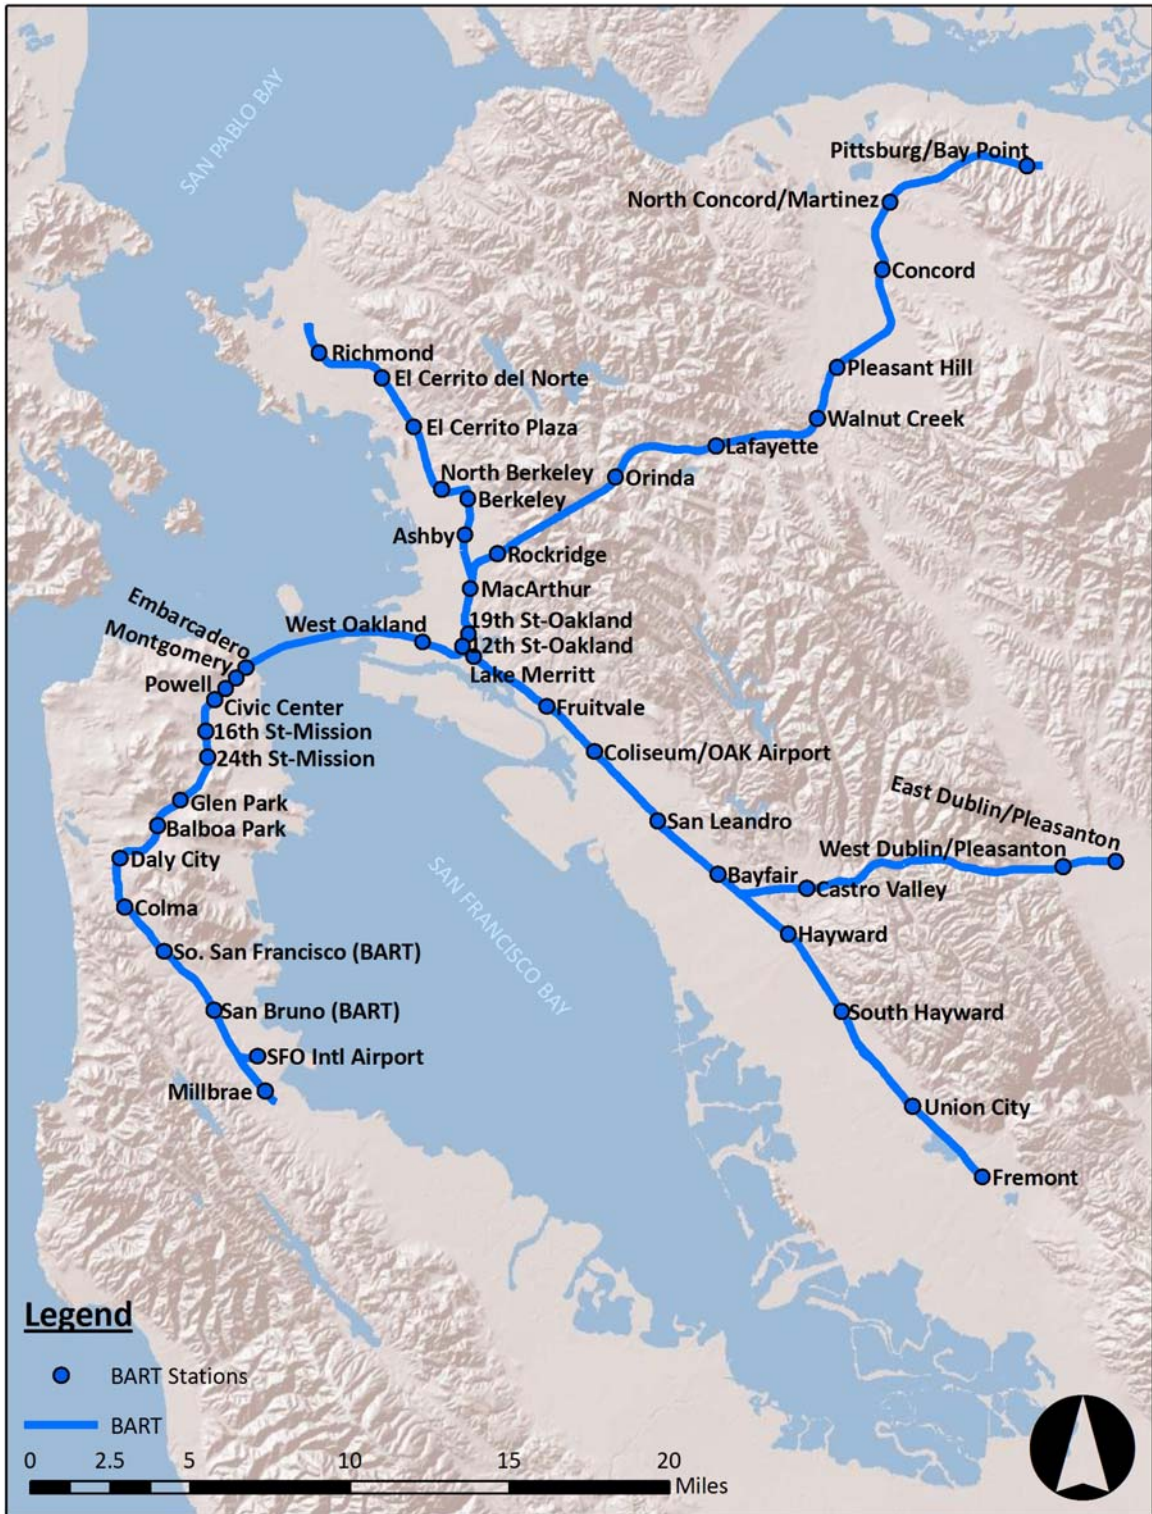 SAN PABLO BAY
Pittsburg/Bay Point
North Concord/Martinez
Concord
Richmond
El Cerrito del Norte
Pleasant Hill
El Cerrito Plaza
Walnut Creek
Lafayette
North Berkeley
Orinda
Berkeley
Ashby
Rockridge
MacArthur
Embarcadero
West Oakland
19th St-Oakland
Montgomery
12th St-Oakland
Lake Merritt
Powell
Civic Center
Fruitvale
16th St-Mission
24th St-Mission
Coliseum/OAK Airport
Glen Park
Balboa Park
San Leandro
East Dublin/Pleasanton
West Dublin/Pleasanton
Daly City
Bayfair
Castro Valley
Colma
SAN FRANCISCO BAY
Hayward
So. San Francisco (BART)
San Bruno (BART)
South Hayward
SFO Intl Airport
Millbrae
Union City
Fremont
Legend
BART Stations
BART
0 2.5 5 10 15 20
Miles